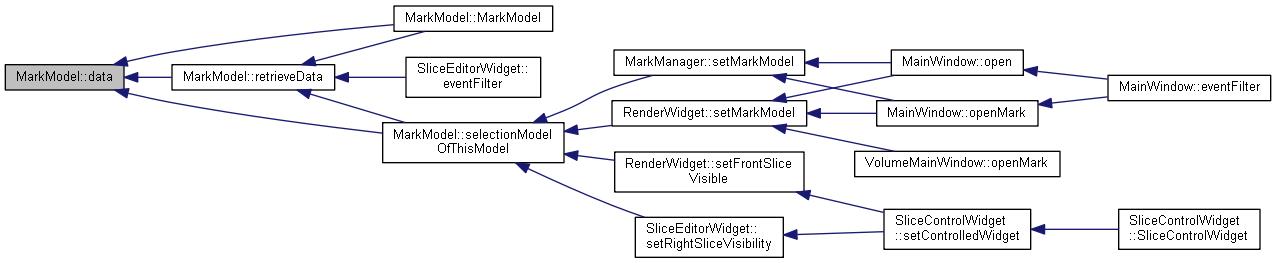 MarkModel::data
MarkModel::MarkModel
MarkModel::retrieveData
SliceEditorWidget::
eventFilter
MarkModel::selectionModel
OfThisModel
MarkManager::setMarkModel
RenderWidget::setMarkModel
RenderWidget::setFrontSlice
Visible
SliceEditorWidget::
setRightSliceVisibility
MainWindow::open
MainWindow::openMark
VolumeMainWindow::openMark
SliceControlWidget
::setControlledWidget
MainWindow::eventFilter
SliceControlWidget
::SliceControlWidget